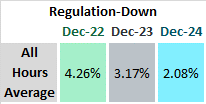 Regulation-Down
Dec-22 Dec-23 Dec-24
All
Hours 4.26% 3.17% 2.08%
Average